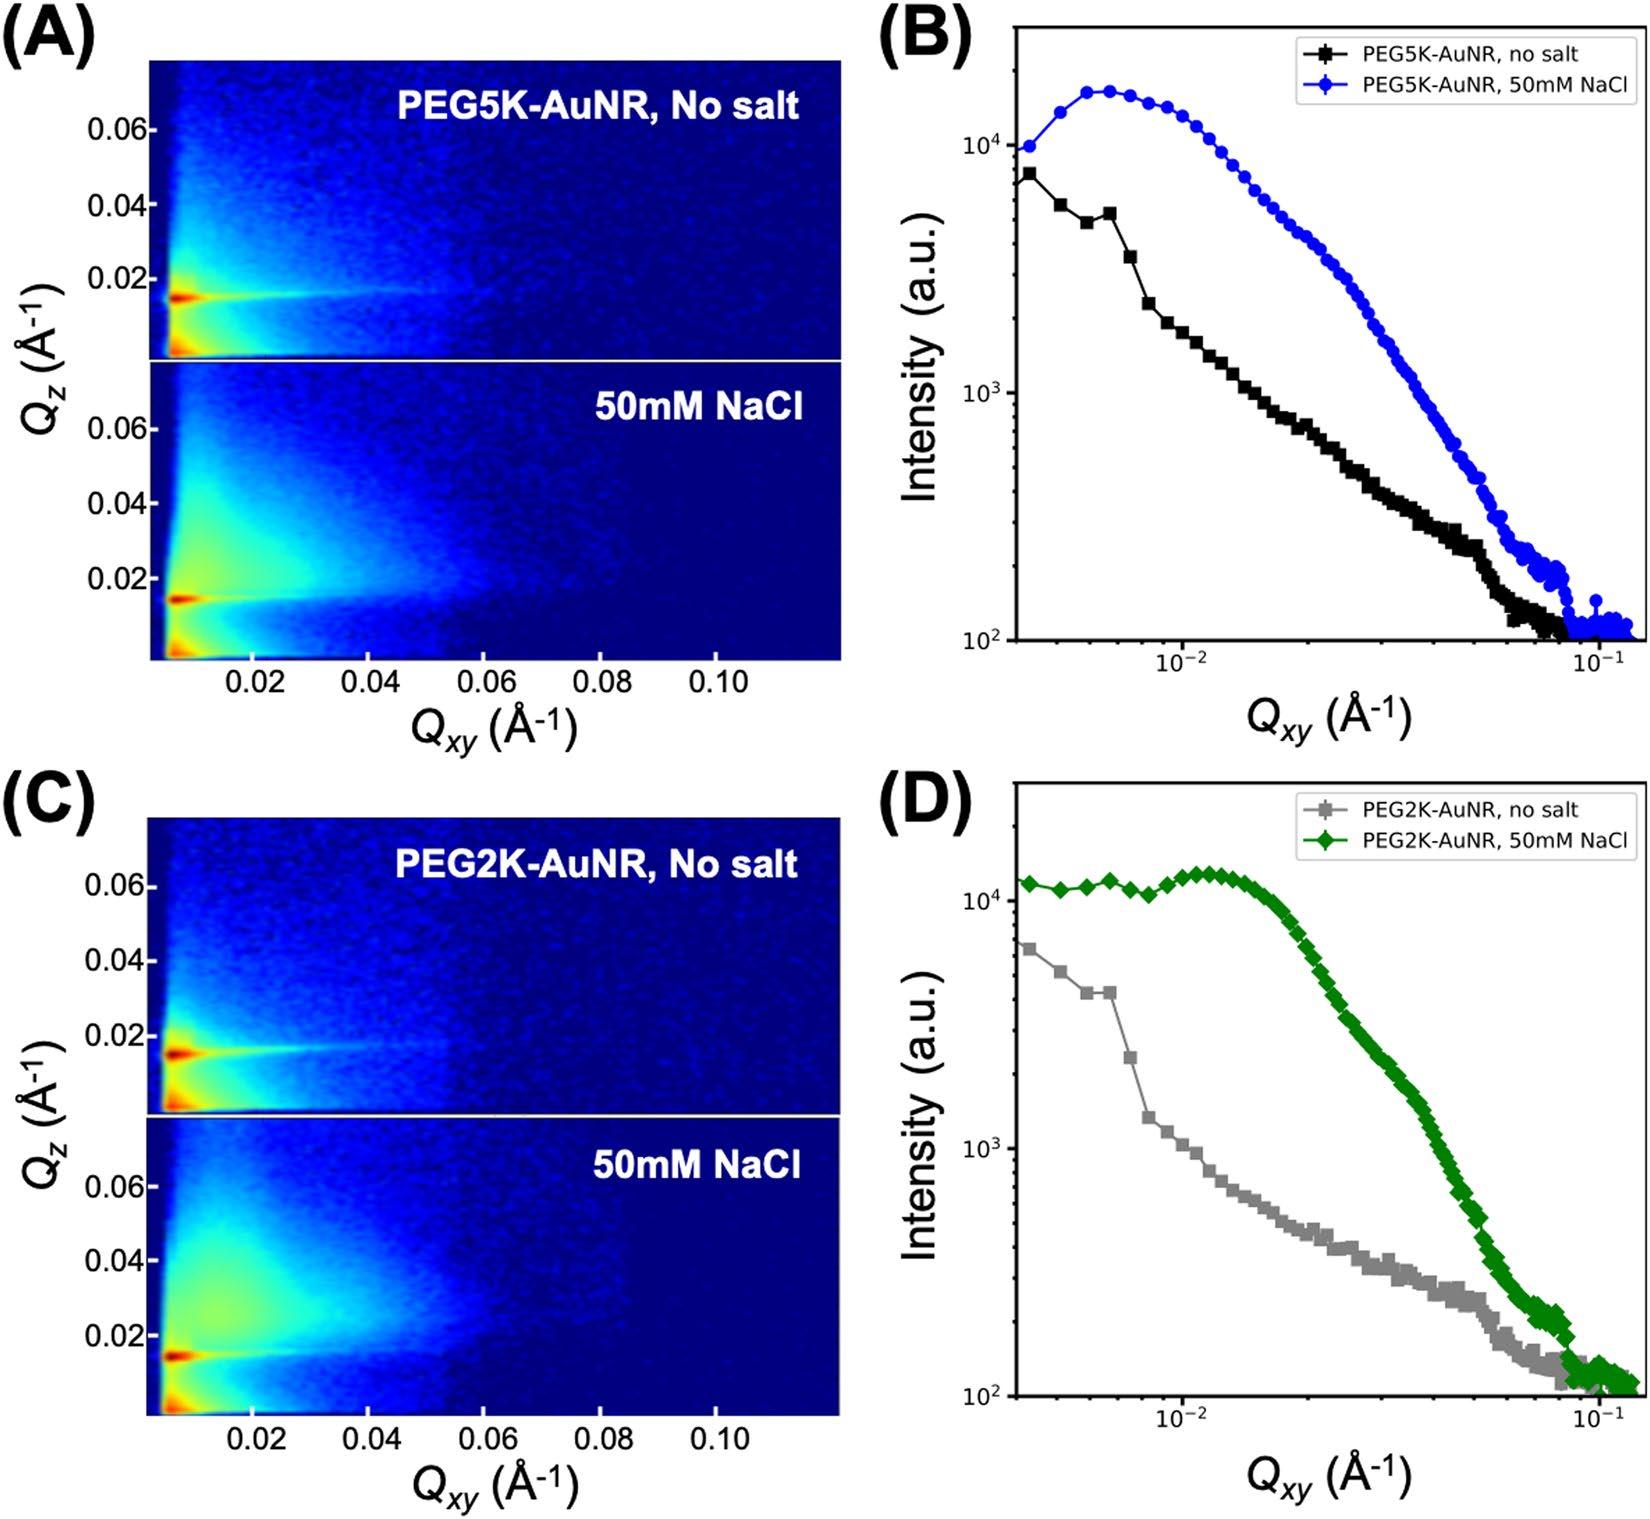 (A)
PEG5K-AuNR, No salt
0.06
0.04
0.02
50mM NaCl
0.06
0.04
0.02
Qz (Å-1)
0.02 0.04 0.06 0.08 0.10
Qxy (Å-1)
(B)
PEG5K-AuNR, no salt
PEG5K-AuNR, 50mM NaCl
10⁴
10³
10²
Intensity (a.u.)
10⁻² 10⁻¹
Qxy (Å-1)
(C)
PEG2K-AuNR, No salt
0.06
0.04
0.02
50mM NaCl
0.06
0.04
0.02
Qz (Å-1)
0.02 0.04 0.06 0.08 0.10
Qxy (Å-1)
(D)
PEG2K-AuNR, no salt
PEG2K-AuNR, 50mM NaCl
10⁴
10³
10²
Intensity (a.u.)
10⁻² 10⁻¹
Qxy (Å-1)